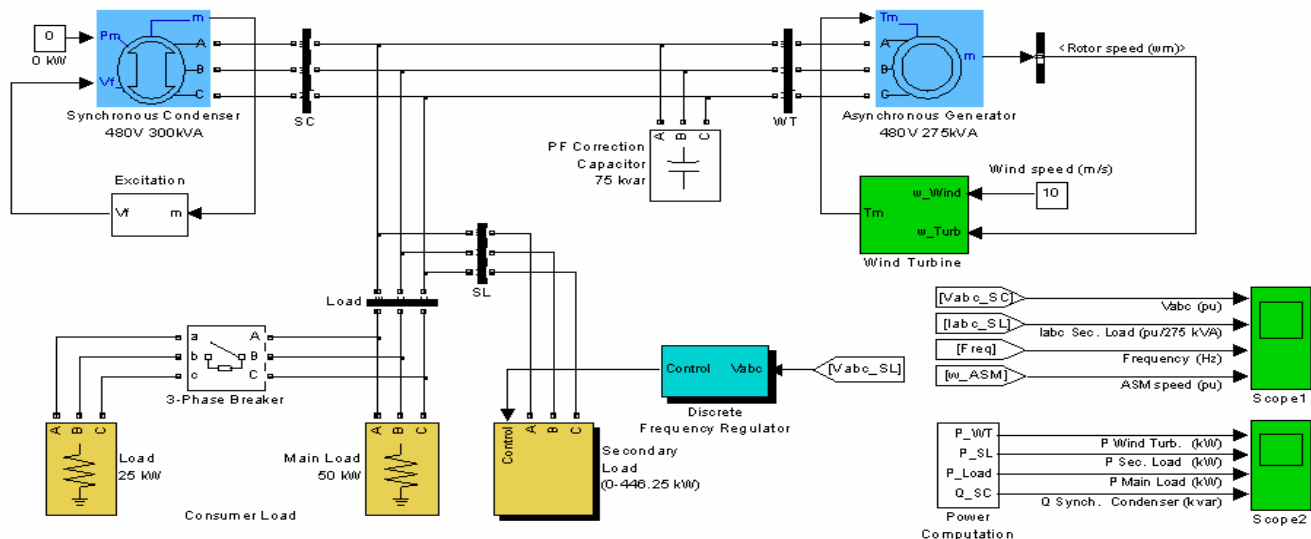 0
0 kW
Pm
Vf_
m
A
B
C
Synchronous Condenser
480V 300kVA
SC
Excitation
Vf
m
A
B
C
PF Correction
Capacitor
75 kvar
WT
Tm
A
B
C
m
Asynchronous Generator
480V 275kVA
<Rotor speed (wm)>
Wind speed (m/s)
10
w_Wind
Tm
w_Turb
Wind Turbine
Load
SL
a
b
c
A
B
C
3-Phase Breaker
A
B
C
Load
25 kW
A
B
C
Main Load
50 kW
Consumer Load
Control
A
B
C
Secondary
Load
(0-446.25 kW)
Control
Vabc
Discrete
Frequency Regulator
[Vabc_SL]
[Vabc_SC]
Vabc (pu)
[Iabc_SL]
Iabc Sec. Load (pu/275 kVA)
[Freq]
Frequency (Hz)
[w_ASM]
ASM speed (pu)
Scope1
P_WT
P Wind Turb. (kW)
P_SL
P Sec. Load (kW)
P_Load
P Main Load (kW)
Q_SC
Q Synch. Condenser (kvar)
Power
Computation
Scope2